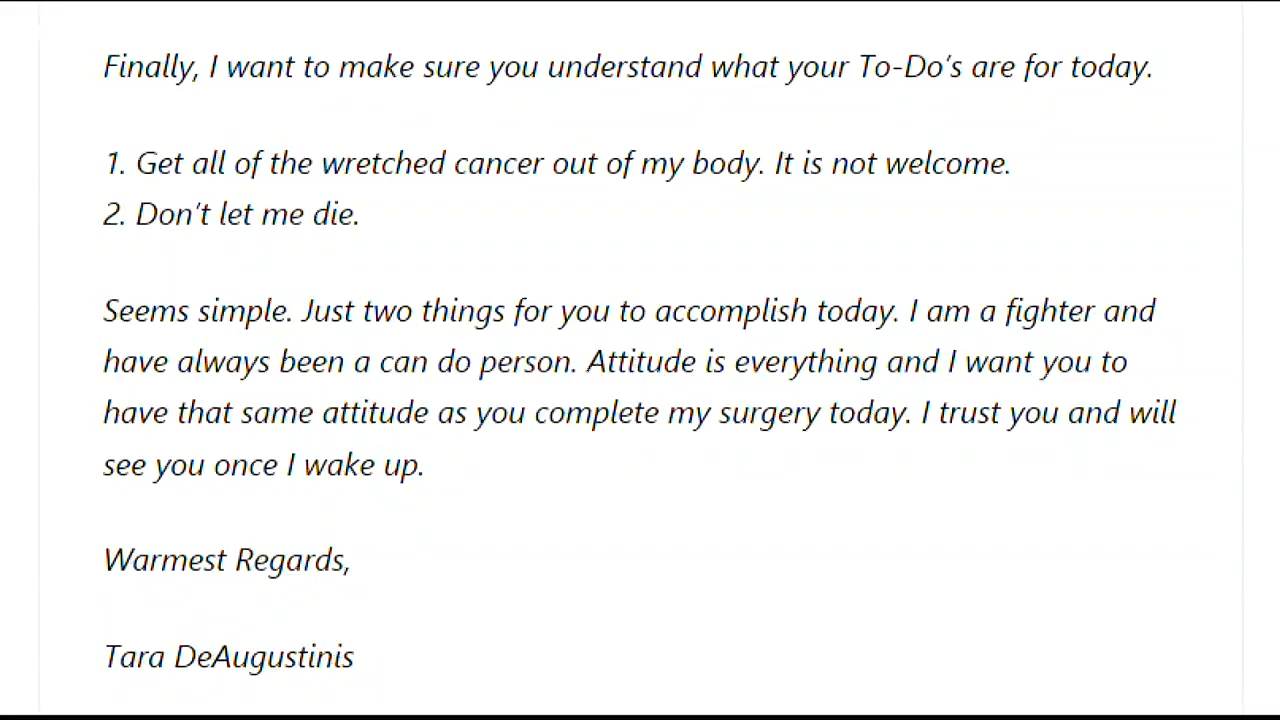 Finally, I want to make sure you understand what your To-Do’s are for today.
1. Get all of the wretched cancer out of my body. It is not welcome.
2. Don’t let me die.
Seems simple. Just two things for you to accomplish today. I am a fighter and
have always been a can do person. Attitude is everything and I want you to
have that same attitude as you complete my surgery today. I trust you and will
see you once I wake up.
Warmest Regards,
Tara DeAugustinis